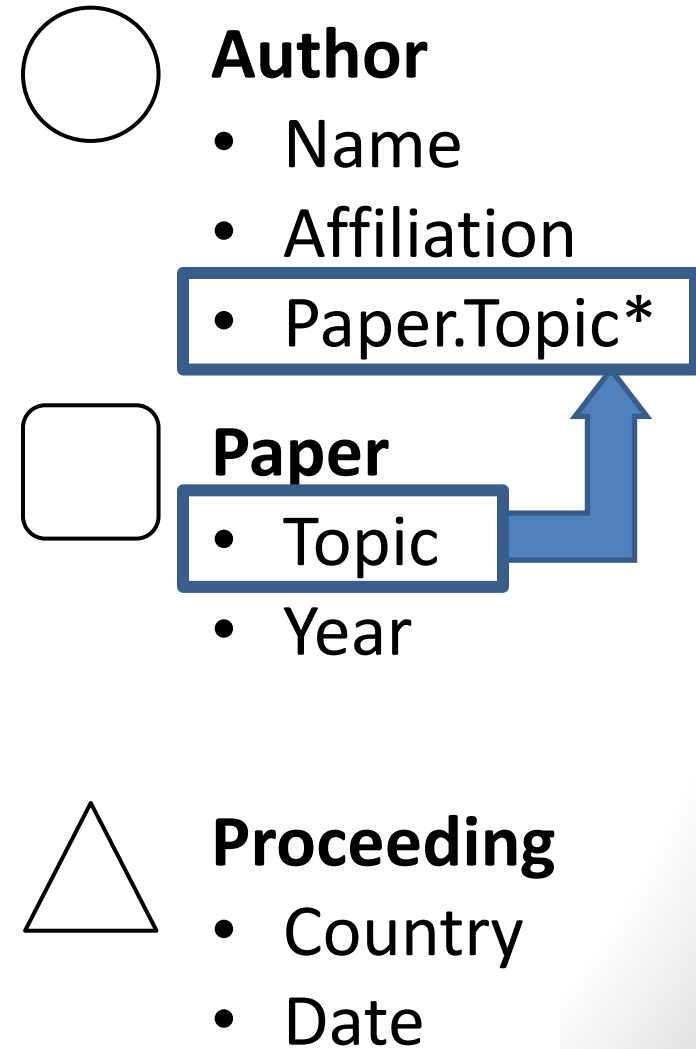 Author
• Name
• Affiliation
• Paper.Topic*
Paper
• Topic
• Year
Proceeding
• Country
• Date